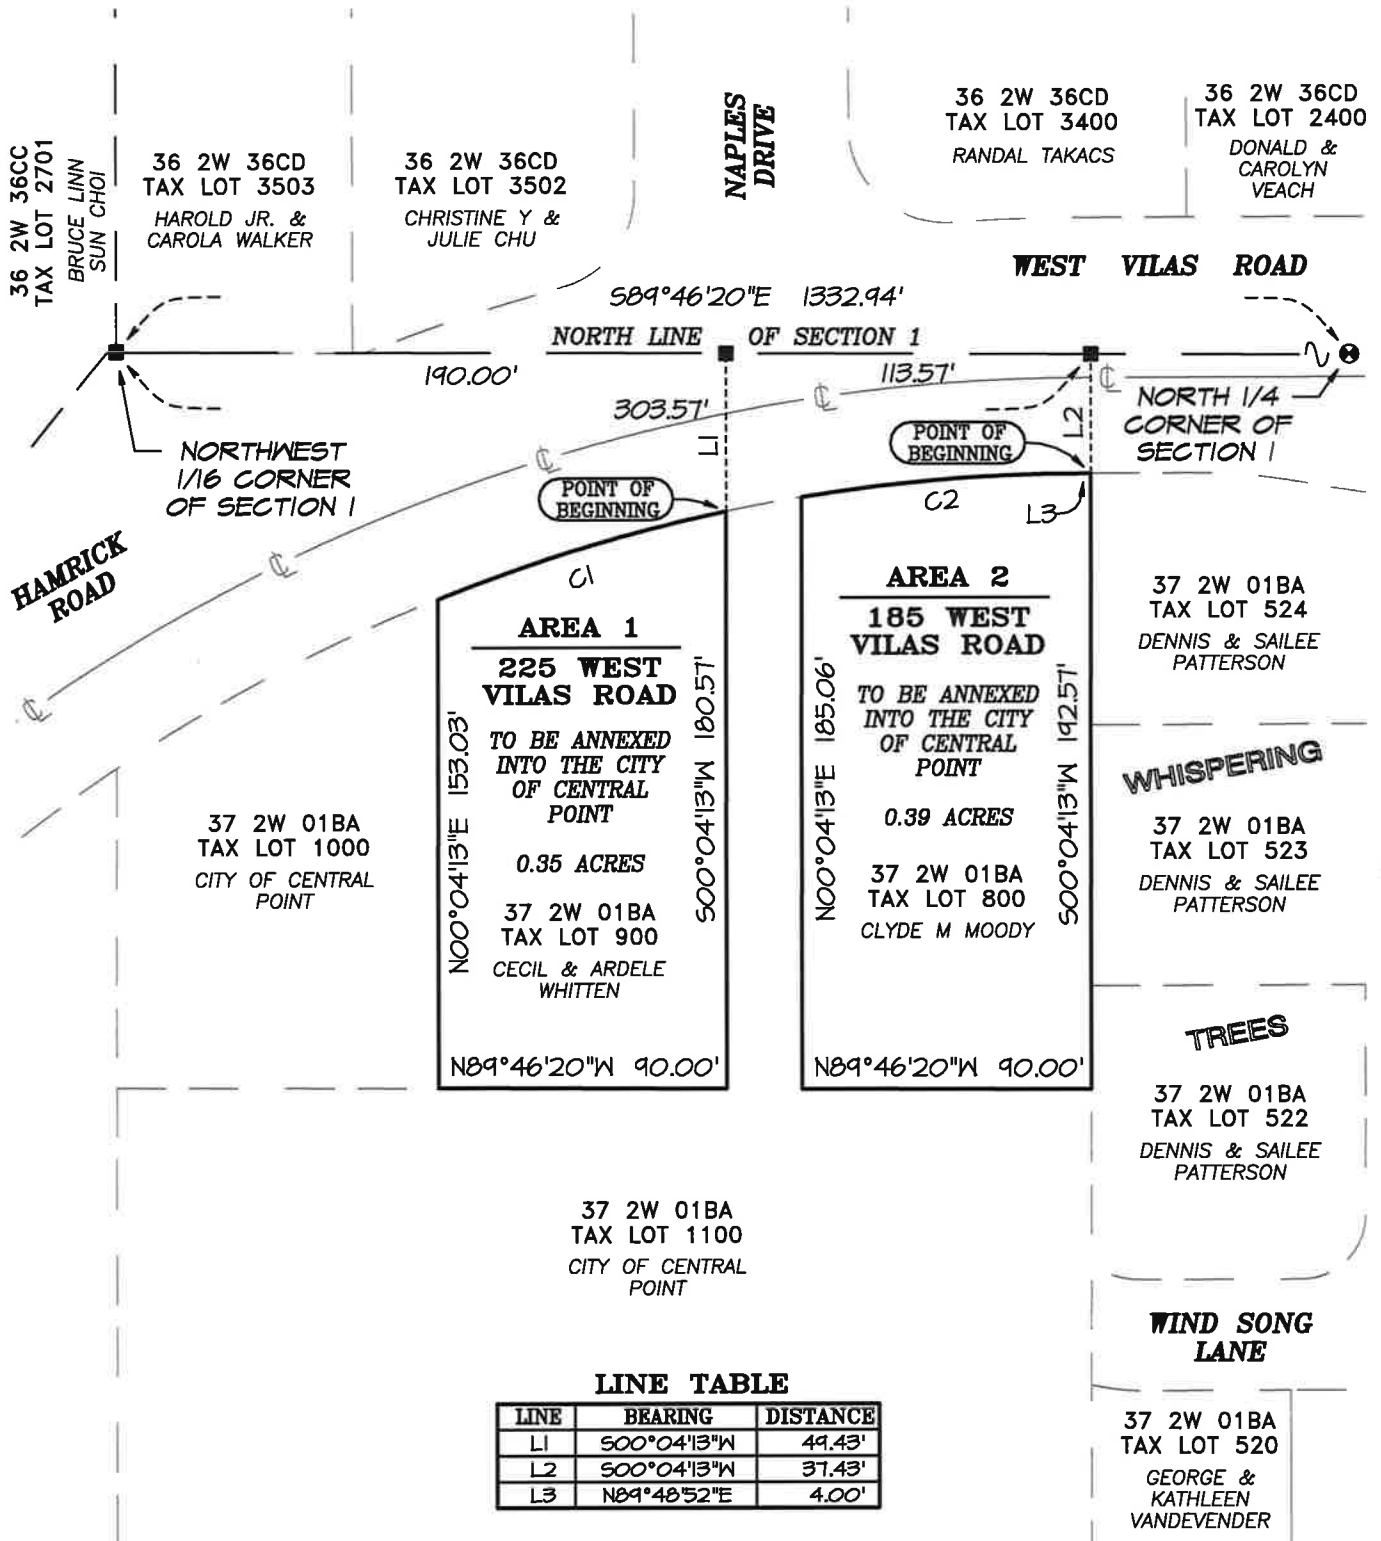 36 2W 36CC
TAX LOT 2701
BRUCE LINN
SUN CHOI
36 2W 36CD
TAX LOT 3503
HAROLD JR. &
CAROLA WALKER
36 2W 36CD
TAX LOT 3502
CHRISTINE Y &
JULIE CHU
NAPLES
DRIVE
36 2W 36CD
TAX LOT 3400
RANDAL TAKACS
36 2W 36CD
TAX LOT 2400
DONALD &
CAROLYN
VEACH
WEST VILAS ROAD
S89°46'20"E 1332.94'
NORTH LINE OF SECTION 1
190.00'
113.57'
303.57'
L1
L2
NORTHWEST
1/16 CORNER
OF SECTION 1
NORTH 1/4
CORNER OF
SECTION 1
POINT OF
BEGINNING
POINT OF
BEGINNING
C1
C2
L3
HAMRICK
ROAD
AREA 1
225 WEST
VILAS ROAD
TO BE ANNEXED
INTO THE CITY
OF CENTRAL
POINT
0.35 ACRES
37 2W 01BA
TAX LOT 900
CECIL & ARDELE
WHITTEN
N00°04'13"E 153.03'
S00°04'13"W 180.57'
N89°46'20"W 90.00'
AREA 2
185 WEST
VILAS ROAD
TO BE ANNEXED
INTO THE CITY
OF CENTRAL
POINT
0.39 ACRES
37 2W 01BA
TAX LOT 800
CLYDE M MOODY
N00°04'13"E 185.06'
S00°04'13"W 192.57'
N89°46'20"W 90.00'
37 2W 01BA
TAX LOT 1000
CITY OF CENTRAL
POINT
37 2W 01BA
TAX LOT 524
DENNIS & SAILEE
PATTERSON
WHISPERING
37 2W 01BA
TAX LOT 523
DENNIS & SAILEE
PATTERSON
TREES
37 2W 01BA
TAX LOT 522
DENNIS & SAILEE
PATTERSON
37 2W 01BA
TAX LOT 1100
CITY OF CENTRAL
POINT
WIND SONG
LANE
37 2W 01BA
TAX LOT 520
GEORGE &
KATHLEEN
VANDEVENDER
LINE TABLE
LINE BEARING DISTANCE
L1 S00°04'13"W 49.43'
L2 S00°04'13"W 37.43'
L3 N89°48'52"E 4.00'